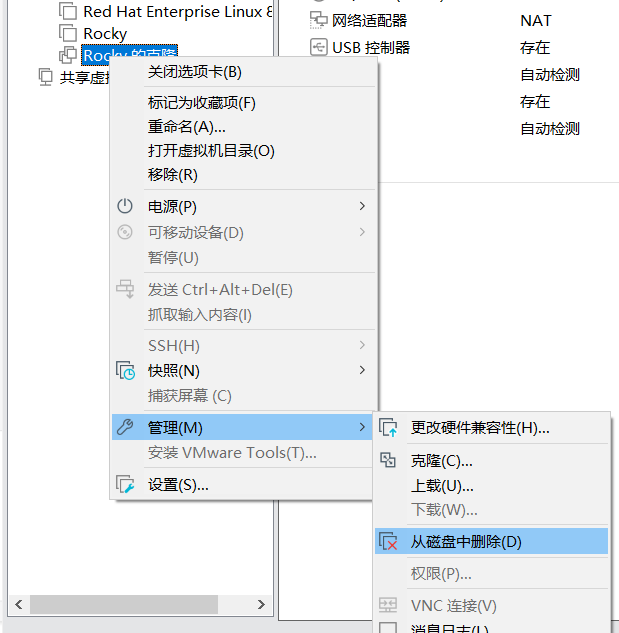 Red Hat Enterprise Linux 8
Rocky
Rocky 的克隆
共享虚拟
网络适配器 NAT
USB 控制器 存在
自动检测
存在
自动检测
关闭选项卡(B)
标记为收藏项(F)
重命名(A)...
打开虚拟机目录(O)
移除(R)
电源(P)
可移动设备(D)
暂停(U)
发送 Ctrl+Alt+Del(E)
抓取输入内容(I)
SSH(H)
快照(N)
捕获屏幕 (C)
管理(M)
安装 VMware Tools(T)...
设置(S)...
更改硬件兼容性(H)...
克隆(C)...
上载(U)...
下载(W)...
从磁盘中删除(D)
权限(P)...
VNC 连接(V)
消息日志(L)